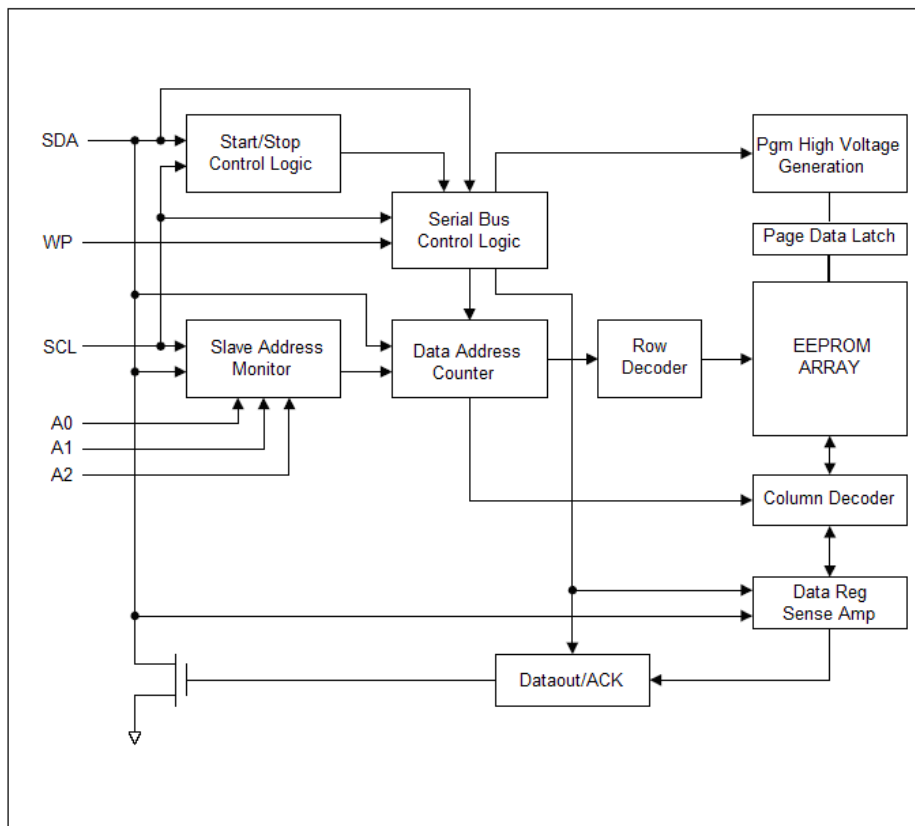 SDA
Start/Stop
Control Logic
Pgm High Voltage
Generation
Serial Bus
Control Logic
WP
Page Data Latch
SCL
Slave Address
Monitor
Data Address
Counter
Row
Decoder
EEPROM
ARRAY
A0
A1
A2
Column Decoder
Data Reg
Sense Amp
Dataout/ACK